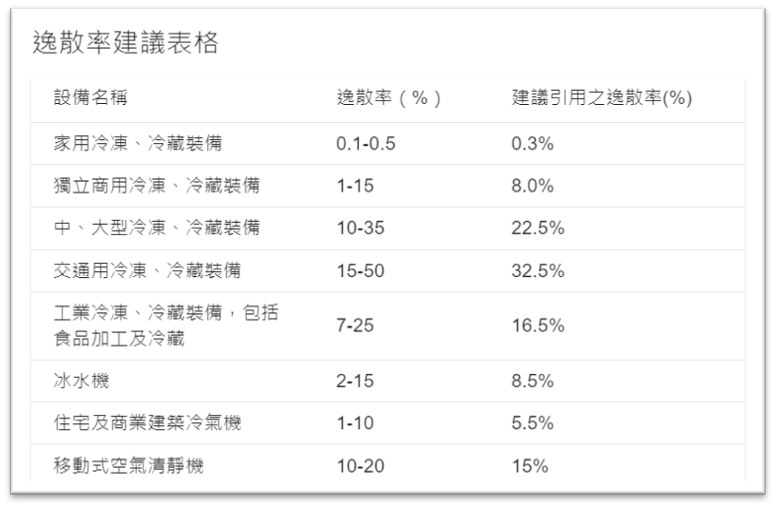 逸散率建議表格
設備名稱 逸散率（%） 建議引用之逸散率(%)
家用冷凍、冷藏裝備 0.1-0.5 0.3%
獨立商用冷凍、冷藏裝備 1-15 8.0%
中、大型冷凍、冷藏裝備 10-35 22.5%
交通用冷凍、冷藏裝備 15-50 32.5%
工業冷凍、冷藏裝備，包括
食品加工及冷藏 7-25 16.5%
冰水機 2-15 8.5%
住宅及商業建築冷氣機 1-10 5.5%
移動式空氣清靜機 10-20 15%